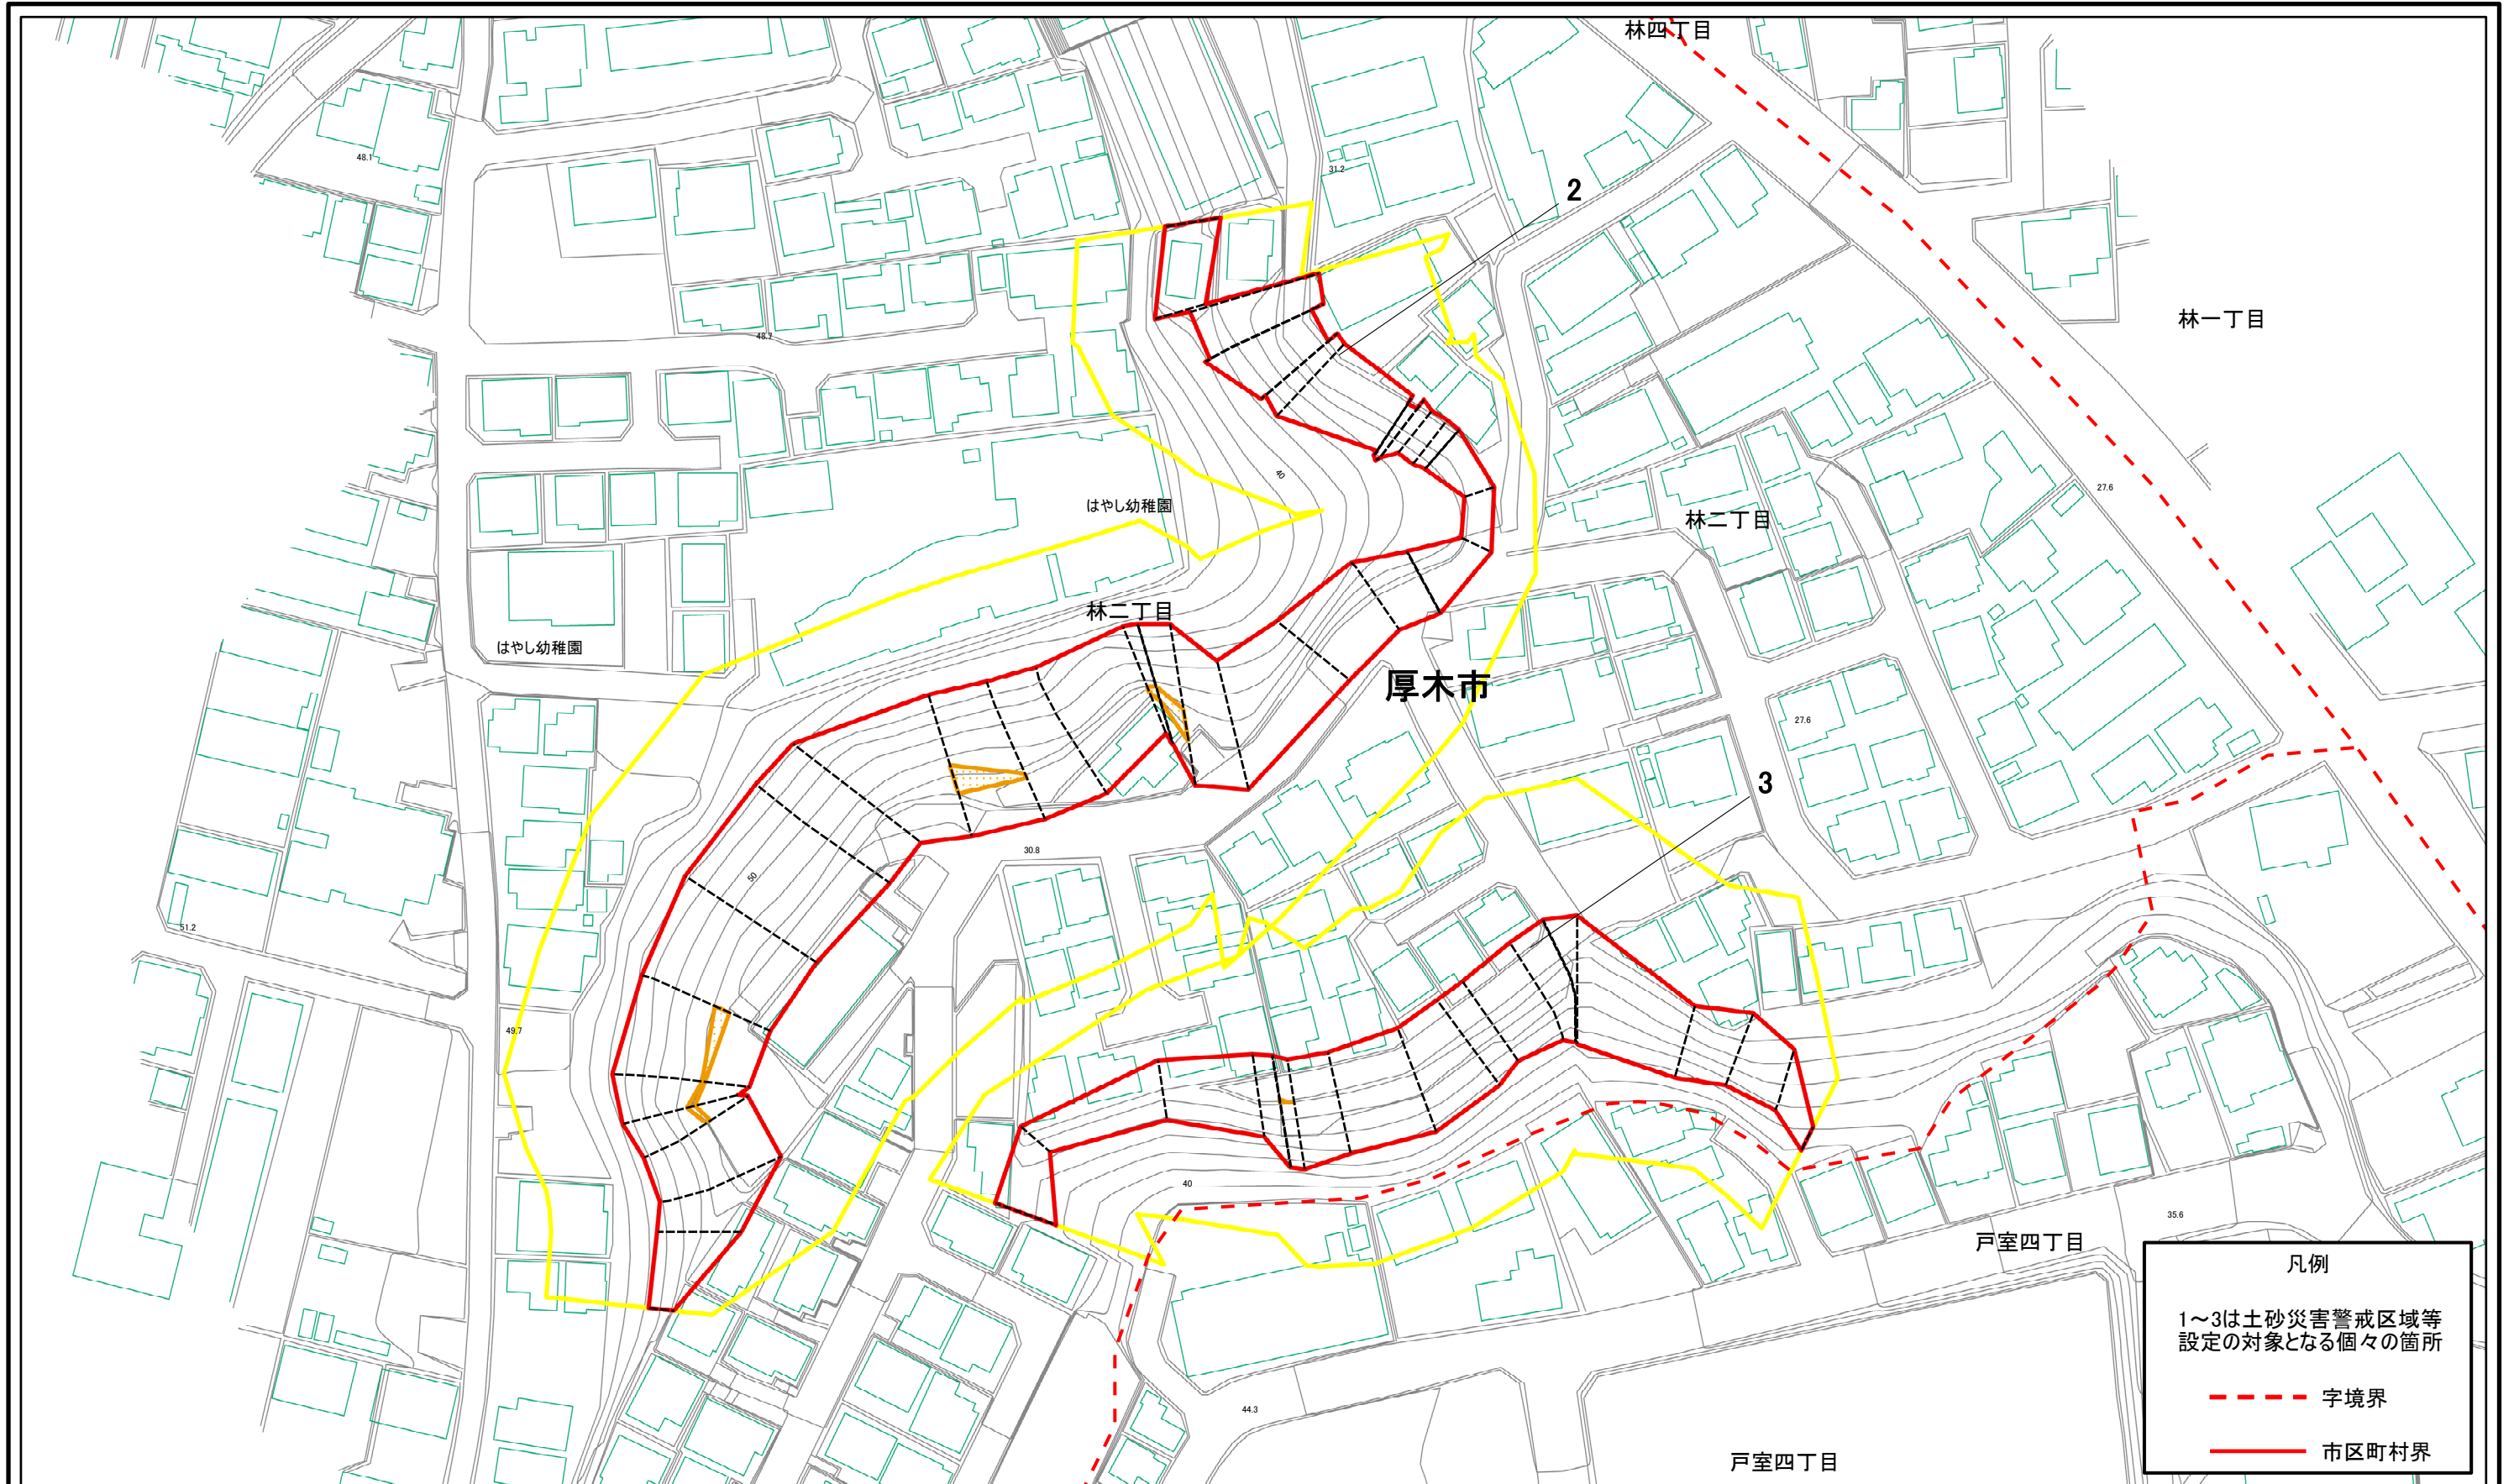 林四丁目
48.1
31.2
2
林一丁目
48.7
40
27.6
はやし幼稚園
林二丁目
林二丁目
はやし幼稚園
厚木市
27.6
3
30.8
50
51.2
49.7
40
35.6
戸室四丁目
44.3
戸室四丁目
凡例
1～3は土砂災害警戒区域等
設定の対象となる個々の箇所
字境界
市区町村界